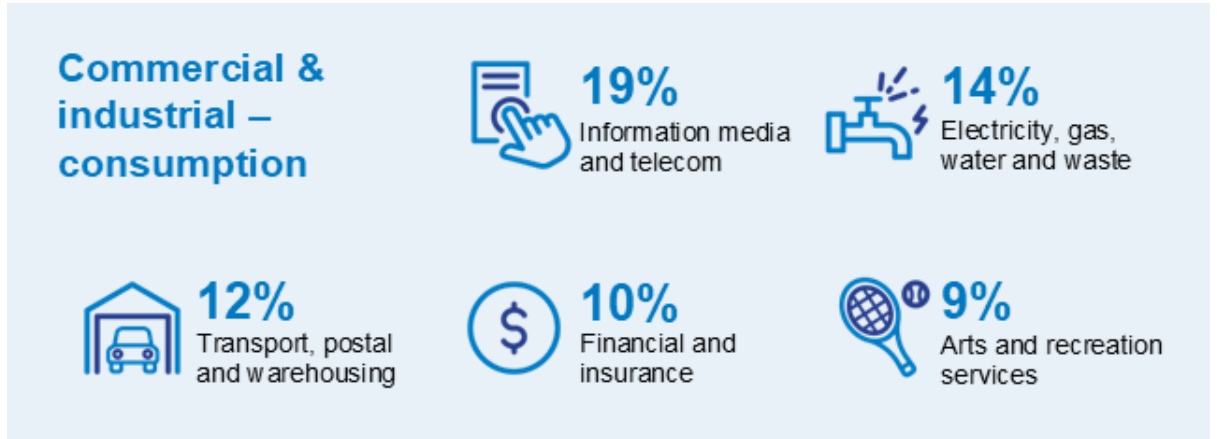 Commercial &
industrial –
consumption
19%
Information media
and telecom
14%
Electricity, gas,
water and waste
12%
Transport, postal
and warehousing
$
10%
Financial and
insurance
9%
Arts and recreation
services